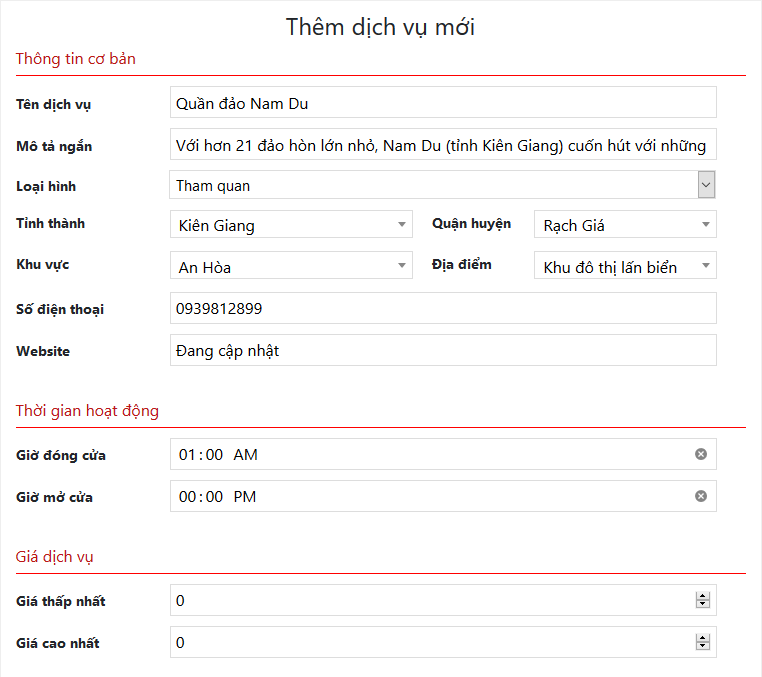 Thêm dịch vụ mới
Thông tin cơ bản
Tên dịch vụ Quần đảo Nam Du
Mô tả ngắn Với hơn 21 đảo hòn lớn nhỏ, Nam Du (tỉnh Kiên Giang) cuốn hút với những
Loại hình Tham quan
Tỉnh thành Kiên Giang Quận huyện Rạch Giá
Khu vực An Hòa Địa điểm Khu đô thị lấn biển
Số điện thoại 0939812899
Website Đang cập nhật
Thời gian hoạt động
Giờ đóng cửa 01:00 AM
Giờ mở cửa 00:00 PM
Giá dịch vụ
Giá thấp nhất 0
Giá cao nhất 0